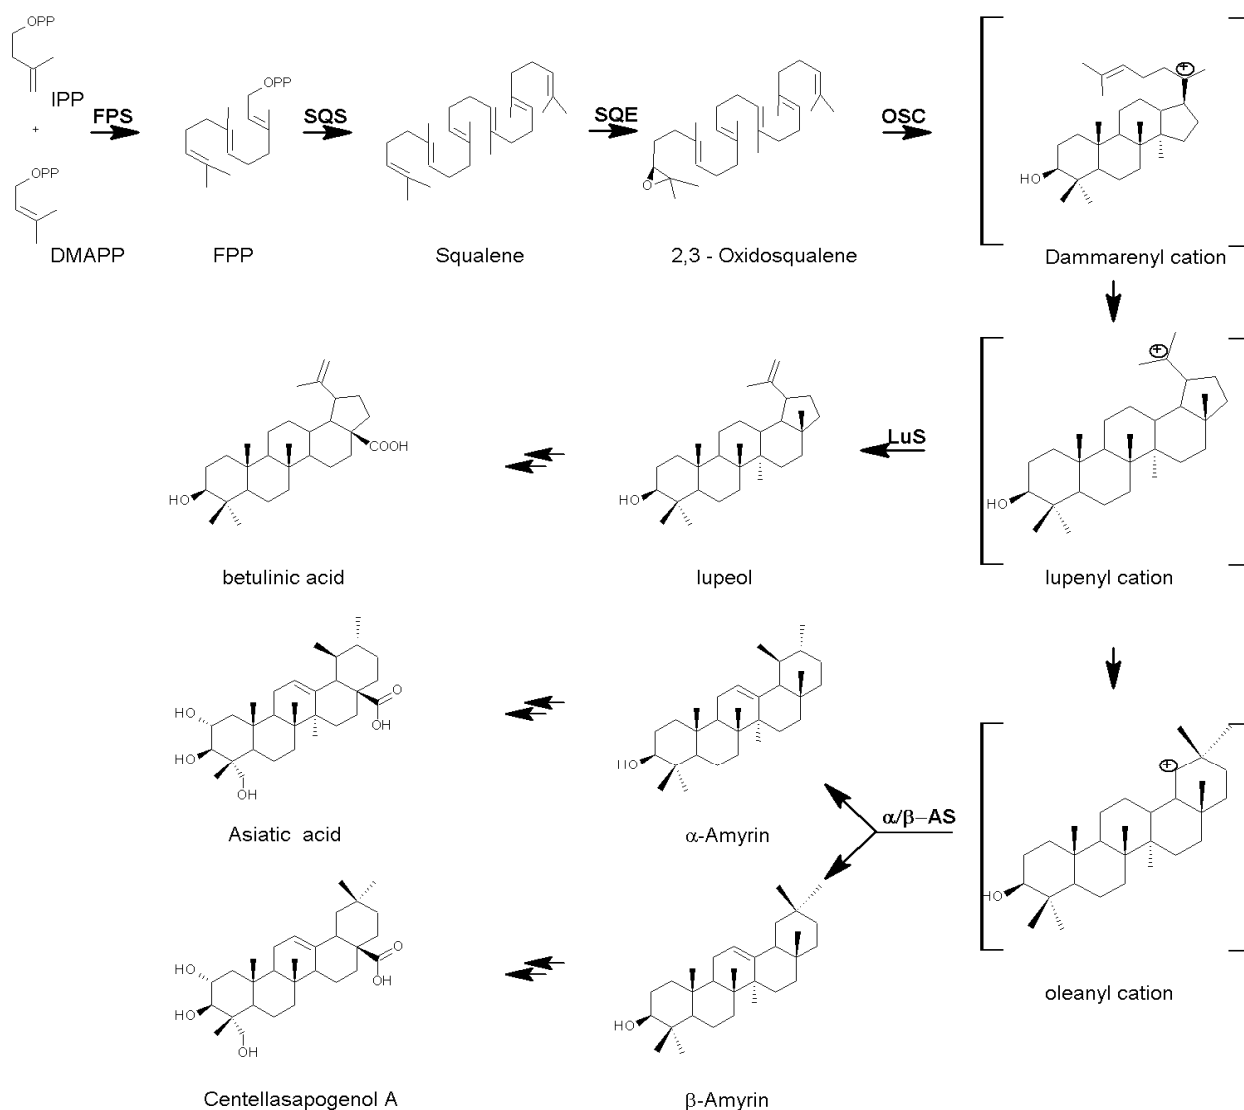 OPP
IPP
+
OPP
DMAPP
FPS
OPP
FPP
SQS
Squalene
SQE
O
2,3 - Oxidosqualene
OSC
+
HO
Dammarenyl cation
COOH
HO
betulinic acid
HO
lupeol
LuS
+
HO
lupenyl cation
HO
HO
OH
O
OH
Asiatic acid
HO
α-Amyrin
α/β–AS
+
HO
oleanyl cation
HO
HO
OH
O
OH
Centellasapogenol A
HO
β-Amyrin